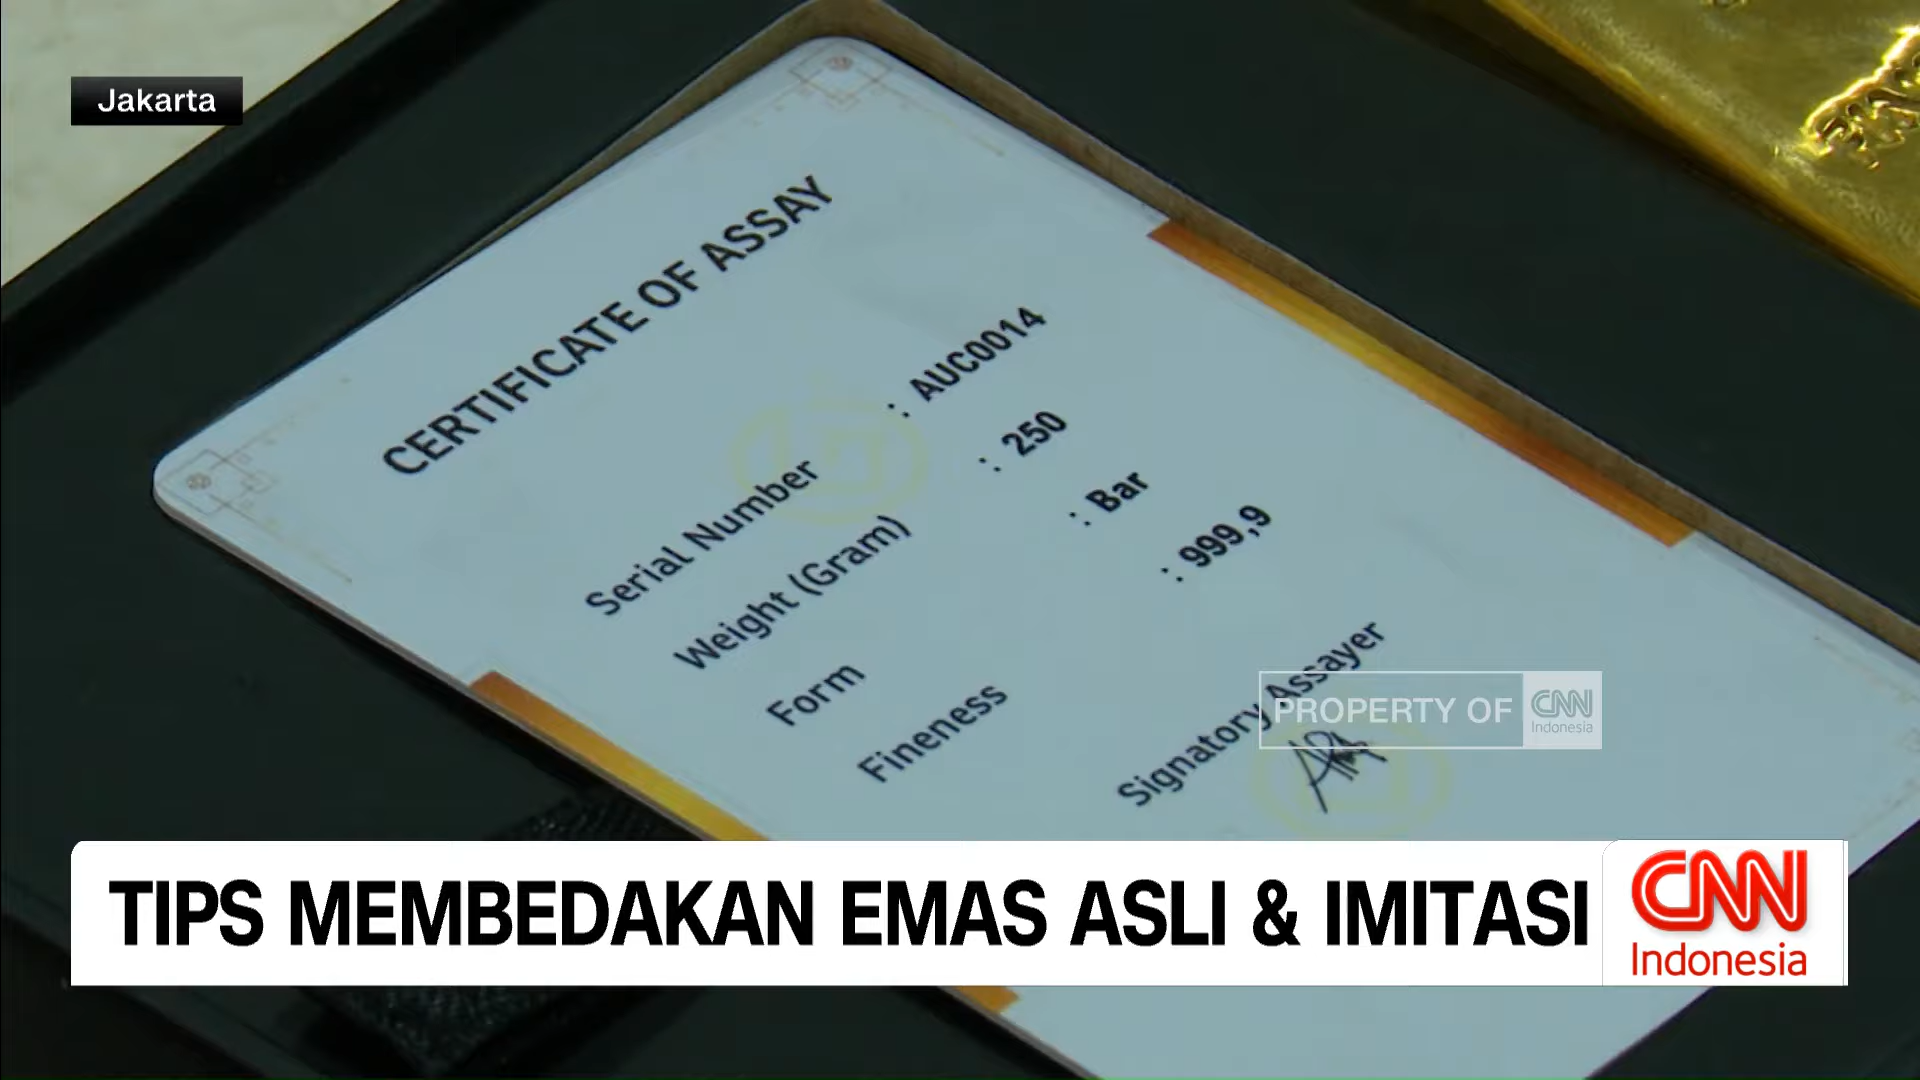 Jakarta
CERTIFICATE OF ASSAY
Serial Number : AUC0014
Weight (Gram) : 250
Form : Bar
Fineness : 999,9
Signatory Assayer
PROPERTY OF CNN Indonesia
TIPS MEMBEDAKAN EMAS ASLI & IMITASI
CNN
Indonesia